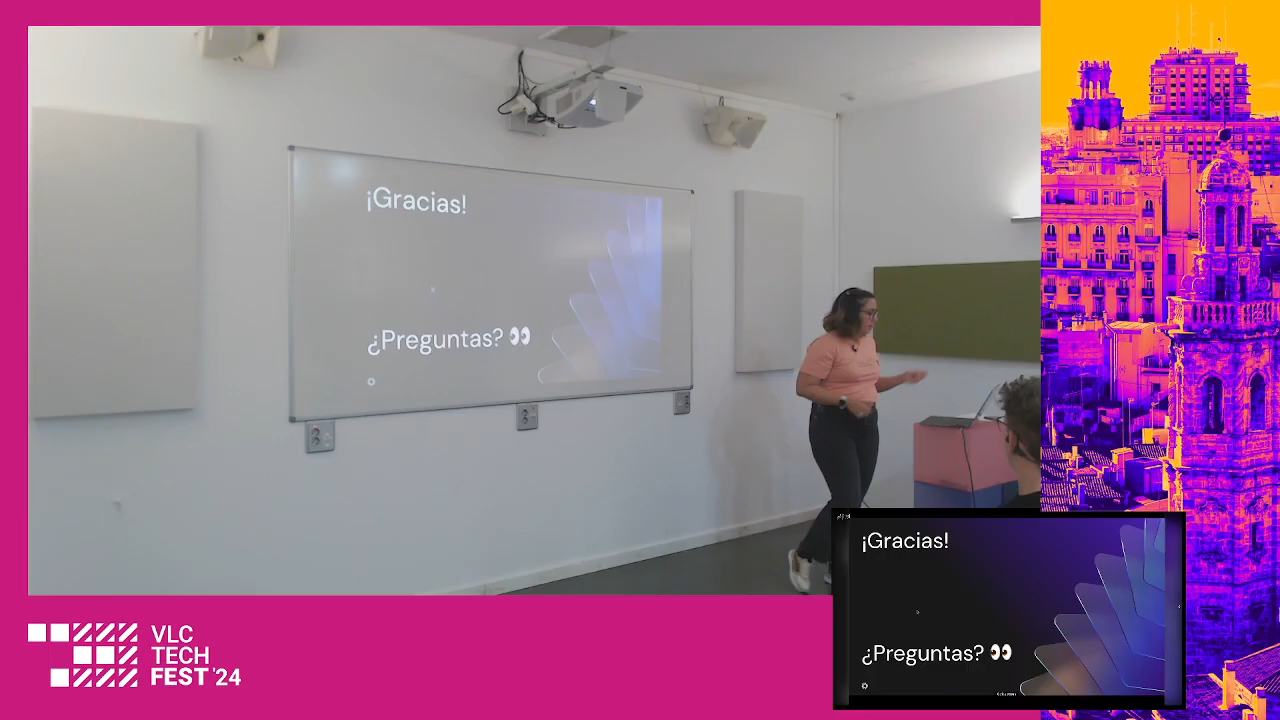 ¡Gracias!
¿Preguntas? 👀
¡Gracias!
¿Preguntas? 👀
VLC
TECH
FEST '24